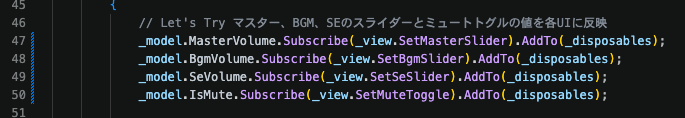 45 {
46 // Let's Try マスター、BGM、SEのスライダーとミュートトグルの値を各UIに反映
47 _model.MasterVolume.Subscribe(_view.SetMasterSlider).AddTo(_disposables);
48 _model.BgmVolume.Subscribe(_view.SetBgmSlider).AddTo(_disposables);
49 _model.SeVolume.Subscribe(_view.SetSeSlider).AddTo(_disposables);
50 _model.IsMute.Subscribe(_view.SetMuteToggle).AddTo(_disposables);
51